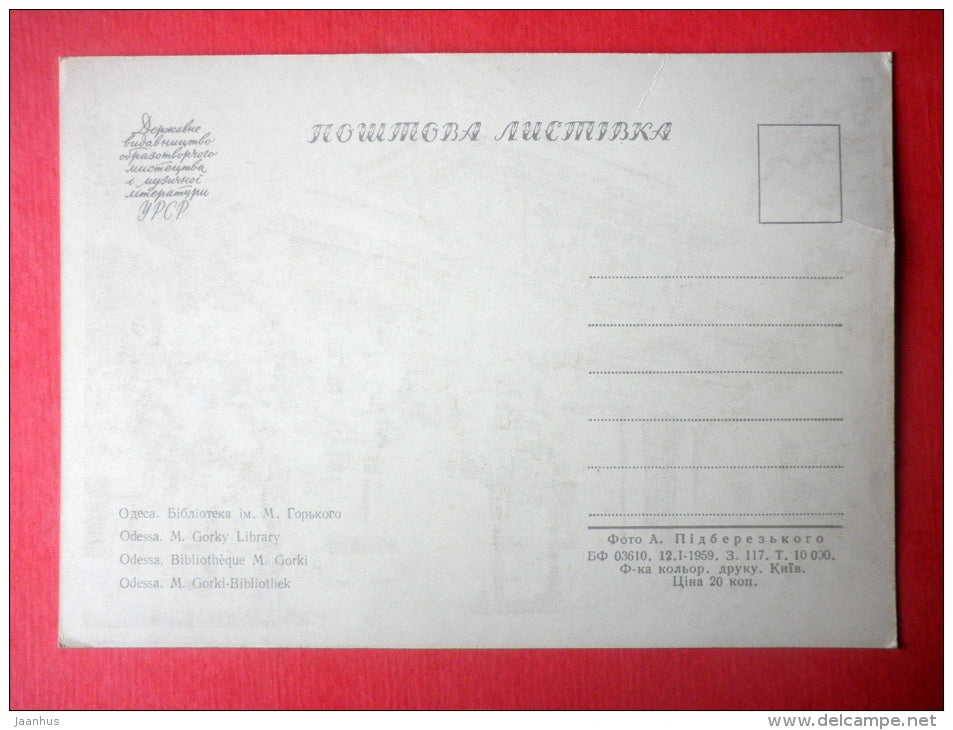 Державне
видавництво
образотворчого
мистецтва
і музичної
літератури
УРСР
ПОШТОВА ЛИСТІВКА
Одеса. Бібліотека ім. М. Горького
Odessa. M. Gorky Library
Odessa. Bibliothèque M. Gorki
Odessa. M. Gorki-Bibliothek
Фото А. Підберезького
БФ 03610. 12.I-1959. З. 117. Т. 10 000.
Ф-ка кольор. друку. Київ.
Ціна 20 коп.
Jaanhus
www.delcampe.net